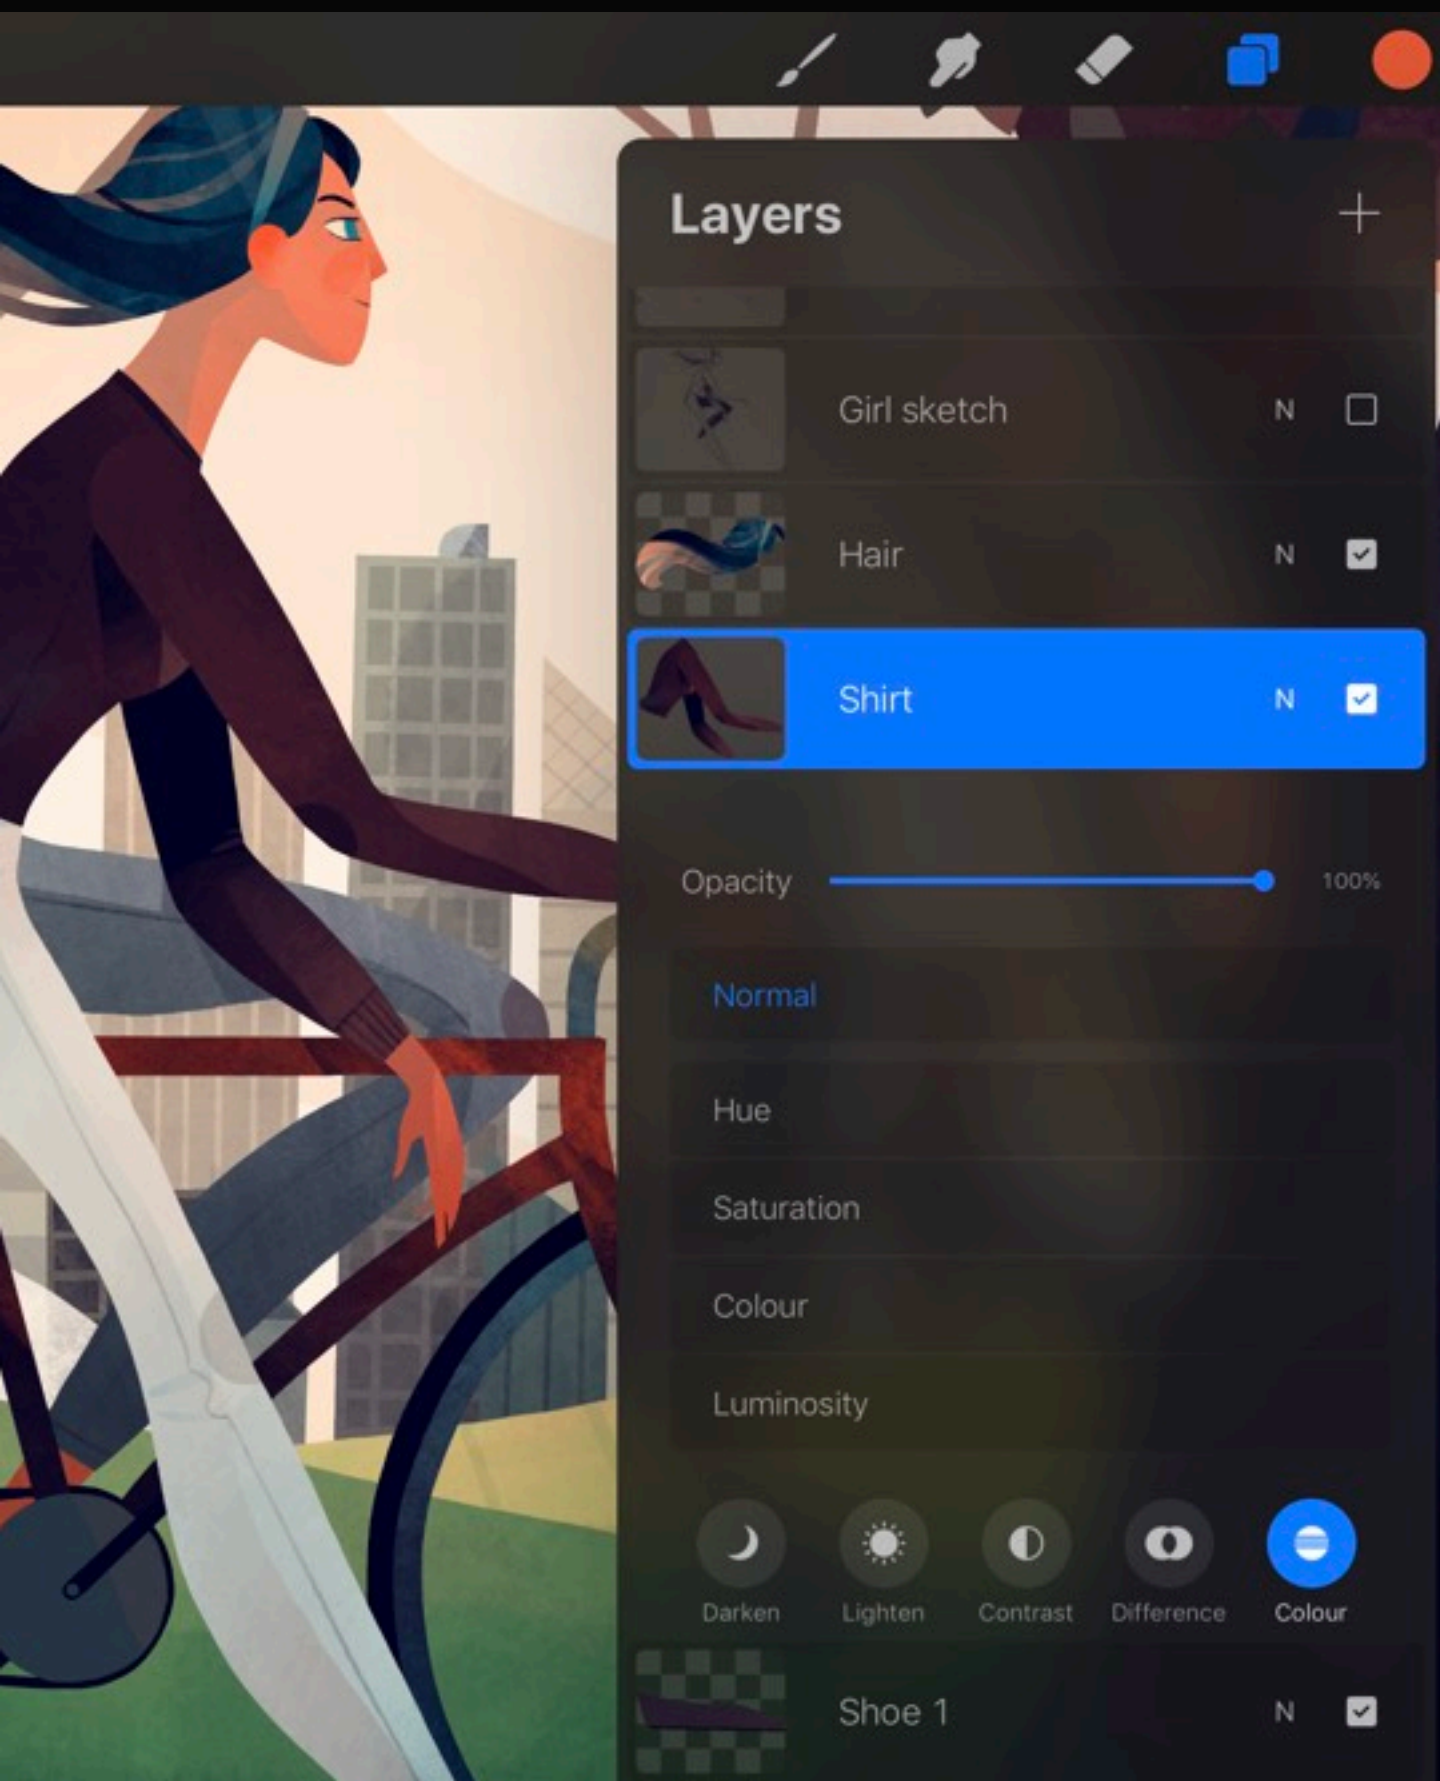 Layers
Girl sketch N
Hair N
Shirt N
Opacity 100%
Normal
Hue
Saturation
Colour
Luminosity
Darken Lighten Contrast Difference Colour
Shoe 1 N